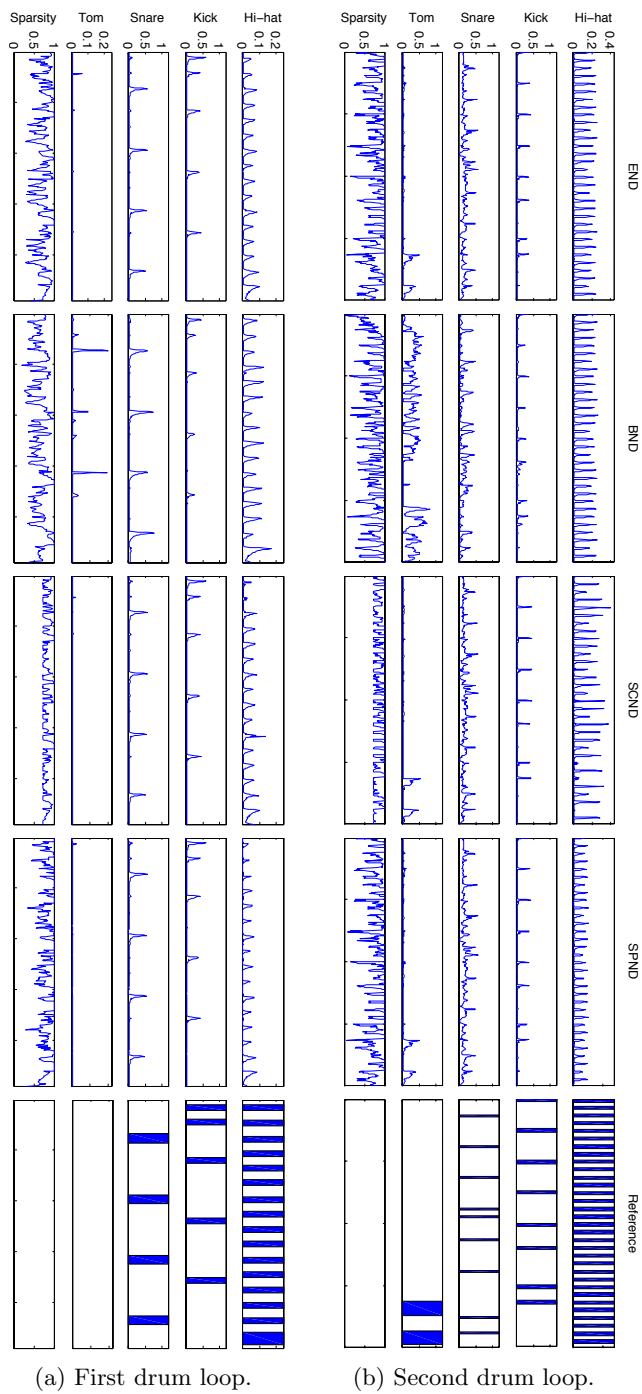 Sparsity Tom Snare Kick Hi−hat Sparsity Tom Snare Kick Hi−hat
0 0.5 1 0 0.1 0.2 0 0.5 1 0 0.5 1 0 0.1 0.2 0 0.5 1 0 0.5 1 0 0.5 1 0 0.5 1 0 0.2 0.4
END
BND
SCND
SPND
Reference
(a) First drum loop.
(b) Second drum loop.